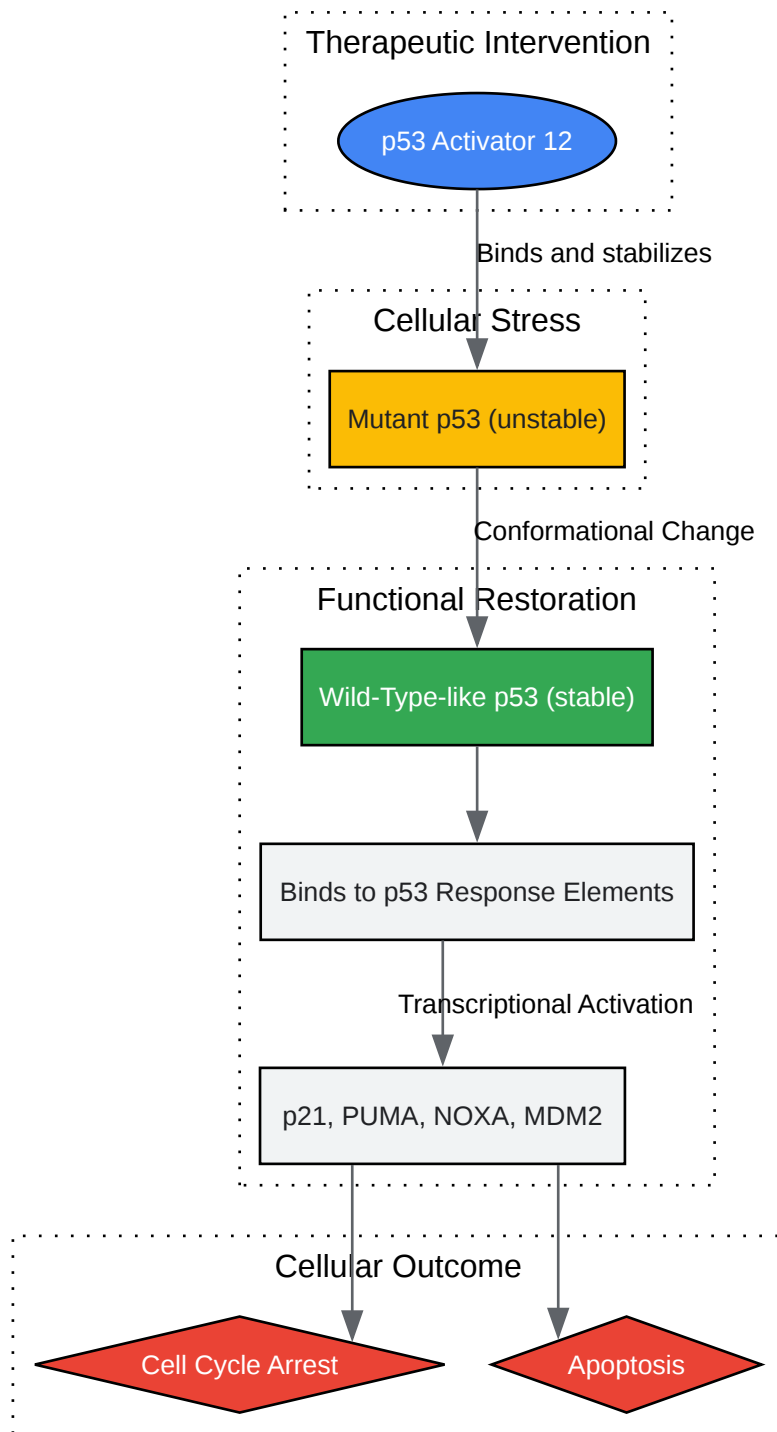 Therapeutic Intervention
p53 Activator 12
Binds and stabilizes
Cellular Stress
Mutant p53 (unstable)
Conformational Change
Functional Restoration
Wild-Type-like p53 (stable)
Binds to p53 Response Elements
Transcriptional Activation
p21, PUMA, NOXA, MDM2
Cellular Outcome
Cell Cycle Arrest
Apoptosis